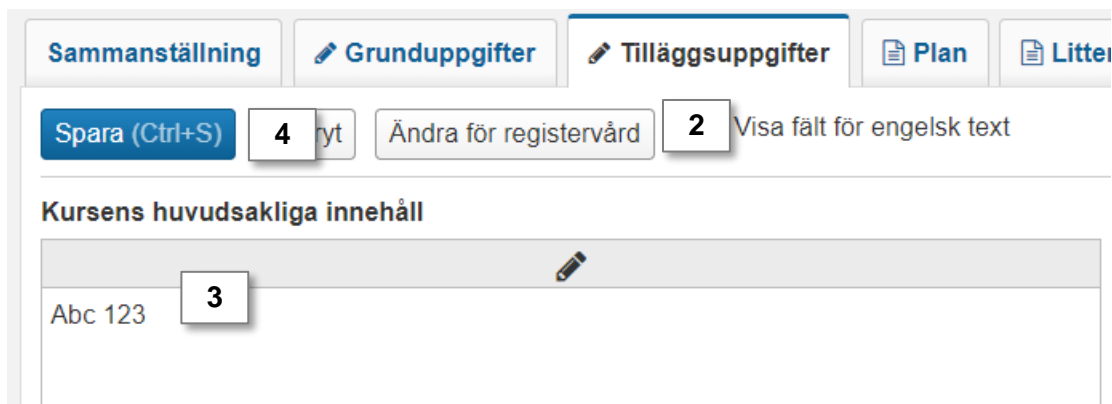 Sammanställning Grunduppgifter Tilläggsuppgifter Plan Litter
Spara (Ctrl+S) 4 ryt Ändra för registervård 2 Visa fält för engelsk text
Kursens huvudsakliga innehåll
Abc 123 3